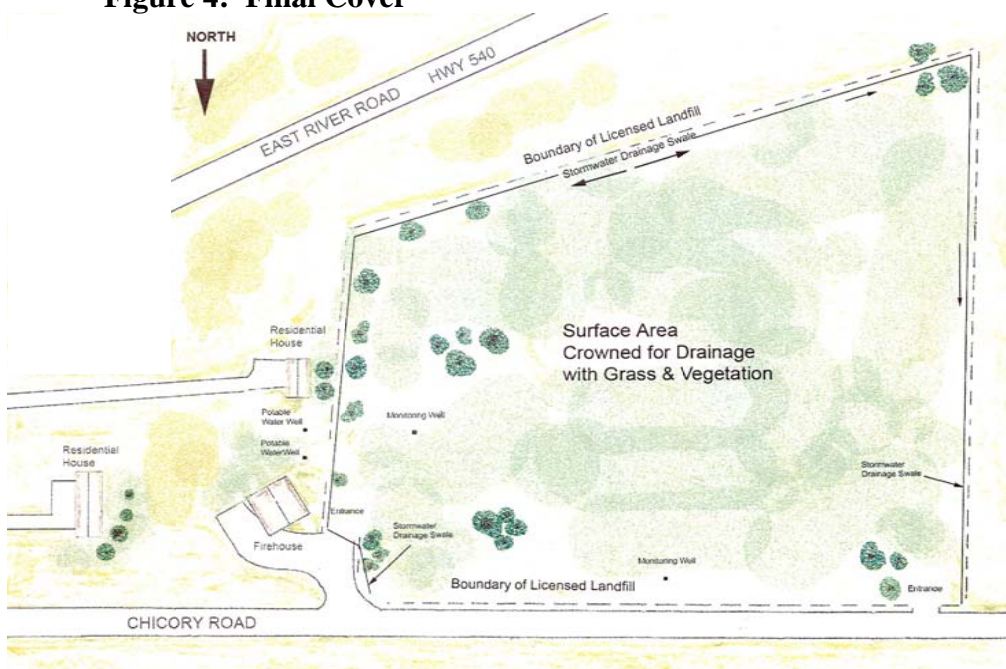 Figure 4: Final Cover
NORTH
EAST RIVER ROAD HWY 540
Boundary of Licensed Landfill
Stormwater Drainage Swale
Residential
House
Surface Area
Crowned for Drainage
with Grass & Vegetation
Potable
Water Well
Monitoring Well
Potable
WaterWell
Residential
House
Stormwater
Drainage Swale
Entrance
Stormwater
Drainage Swale
Firehouse
Monitoring Well
Boundary of Licensed Landfill
Entrance
CHICORY ROAD